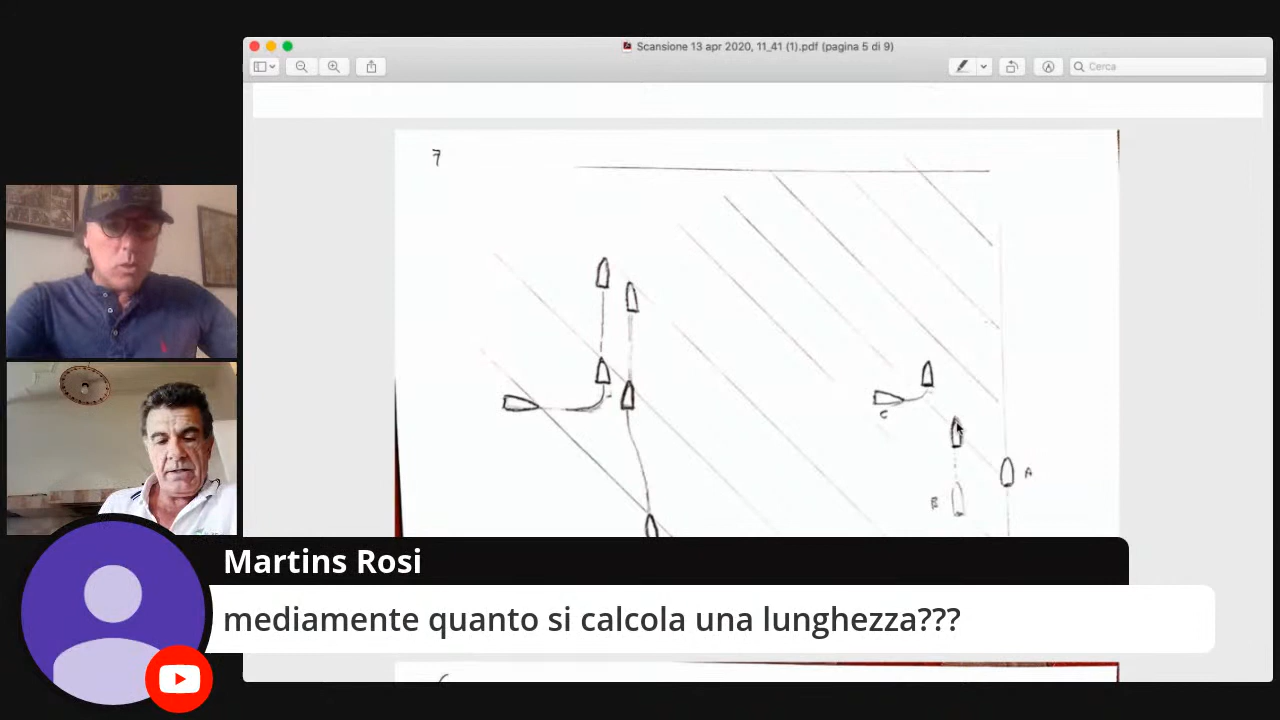 Scansione 13 apr 2020, 11_41 (1).pdf (pagina 5 di 9)
Cerca
7
C
B
A
Martins Rosi
mediamente quanto si calcola una lunghezza???